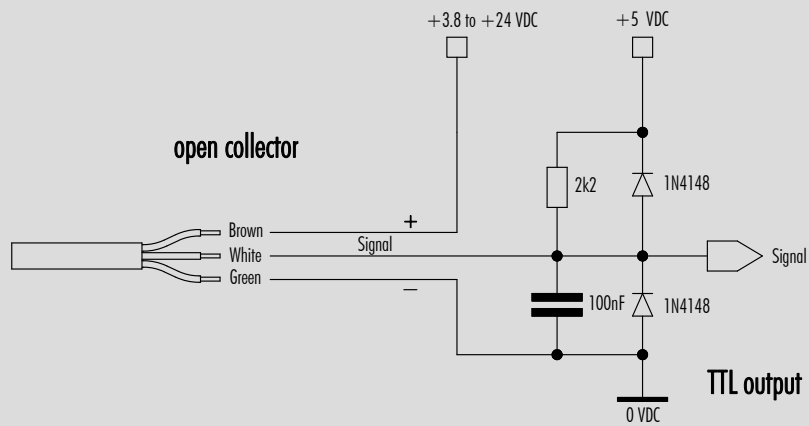 +3.8 to +24 VDC
+5 VDC
open collector
2k2
1N4148
Brown
+
White
Signal
Signal
Green
−
100nF
1N4148
TTL output
0 VDC